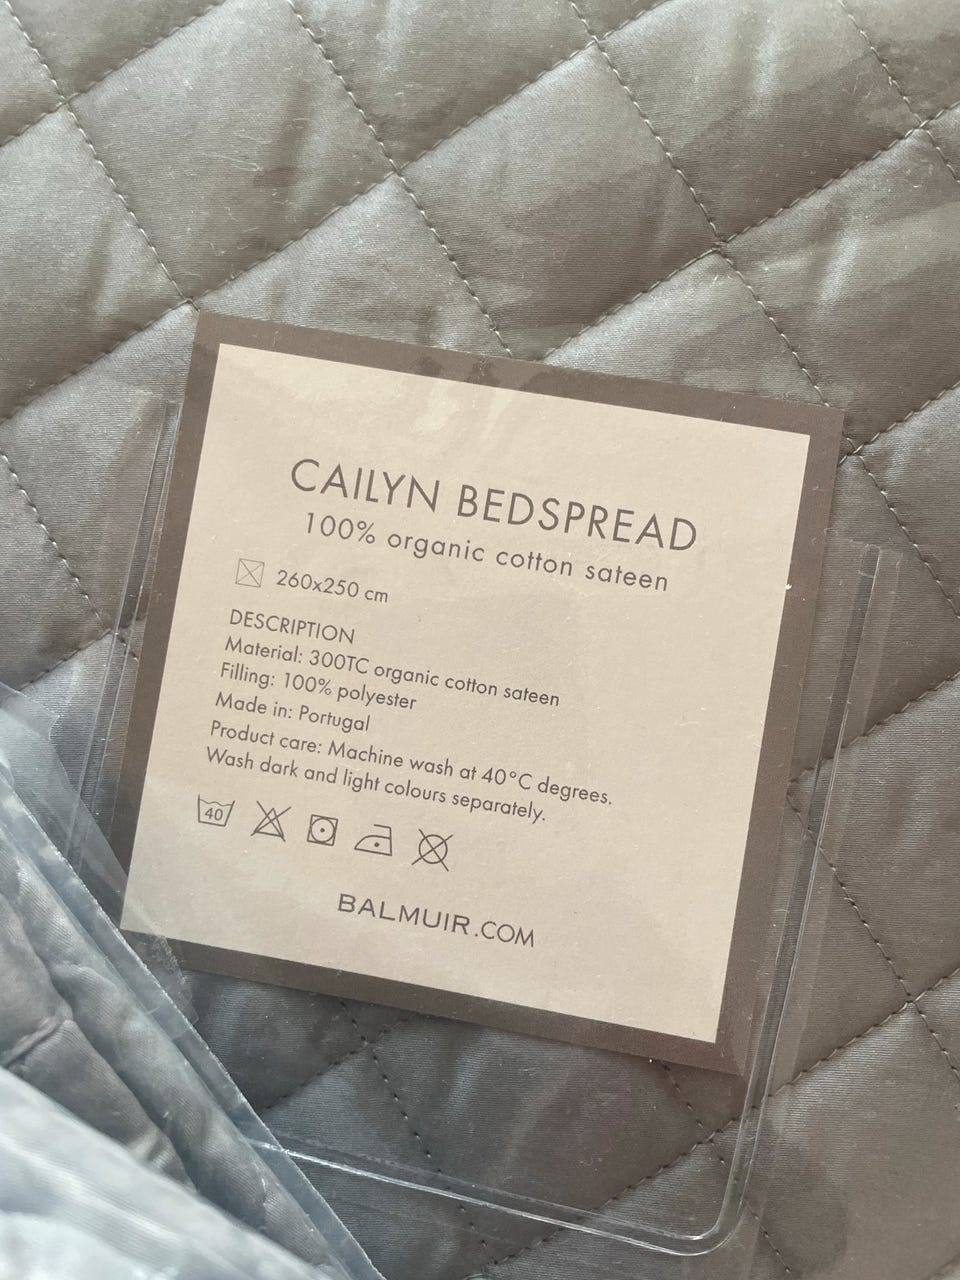 CAILYN BEDSPREAD
100% organic cotton sateen
260x250 cm
DESCRIPTION
Material: 300TC organic cotton sateen
Filling: 100% polyester
Made in: Portugal
Product care: Machine wash at 40°C degrees.
Wash dark and light colours separately.
40
BALMUIR.COM